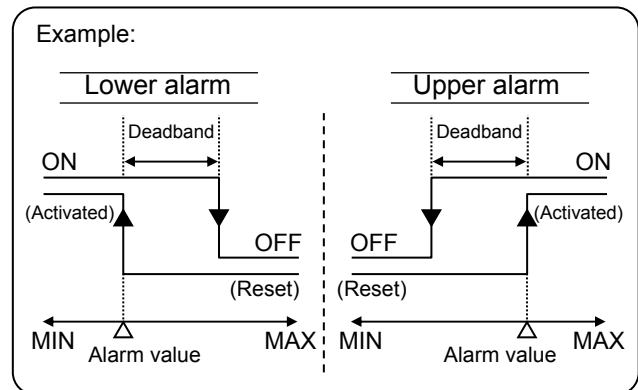 Example:
Lower alarm
Deadband
ON
(Activated)
OFF
(Reset)
MIN
MAX
Alarm value
Upper alarm
Deadband
ON
(Activated)
OFF
(Reset)
MIN
MAX
Alarm value